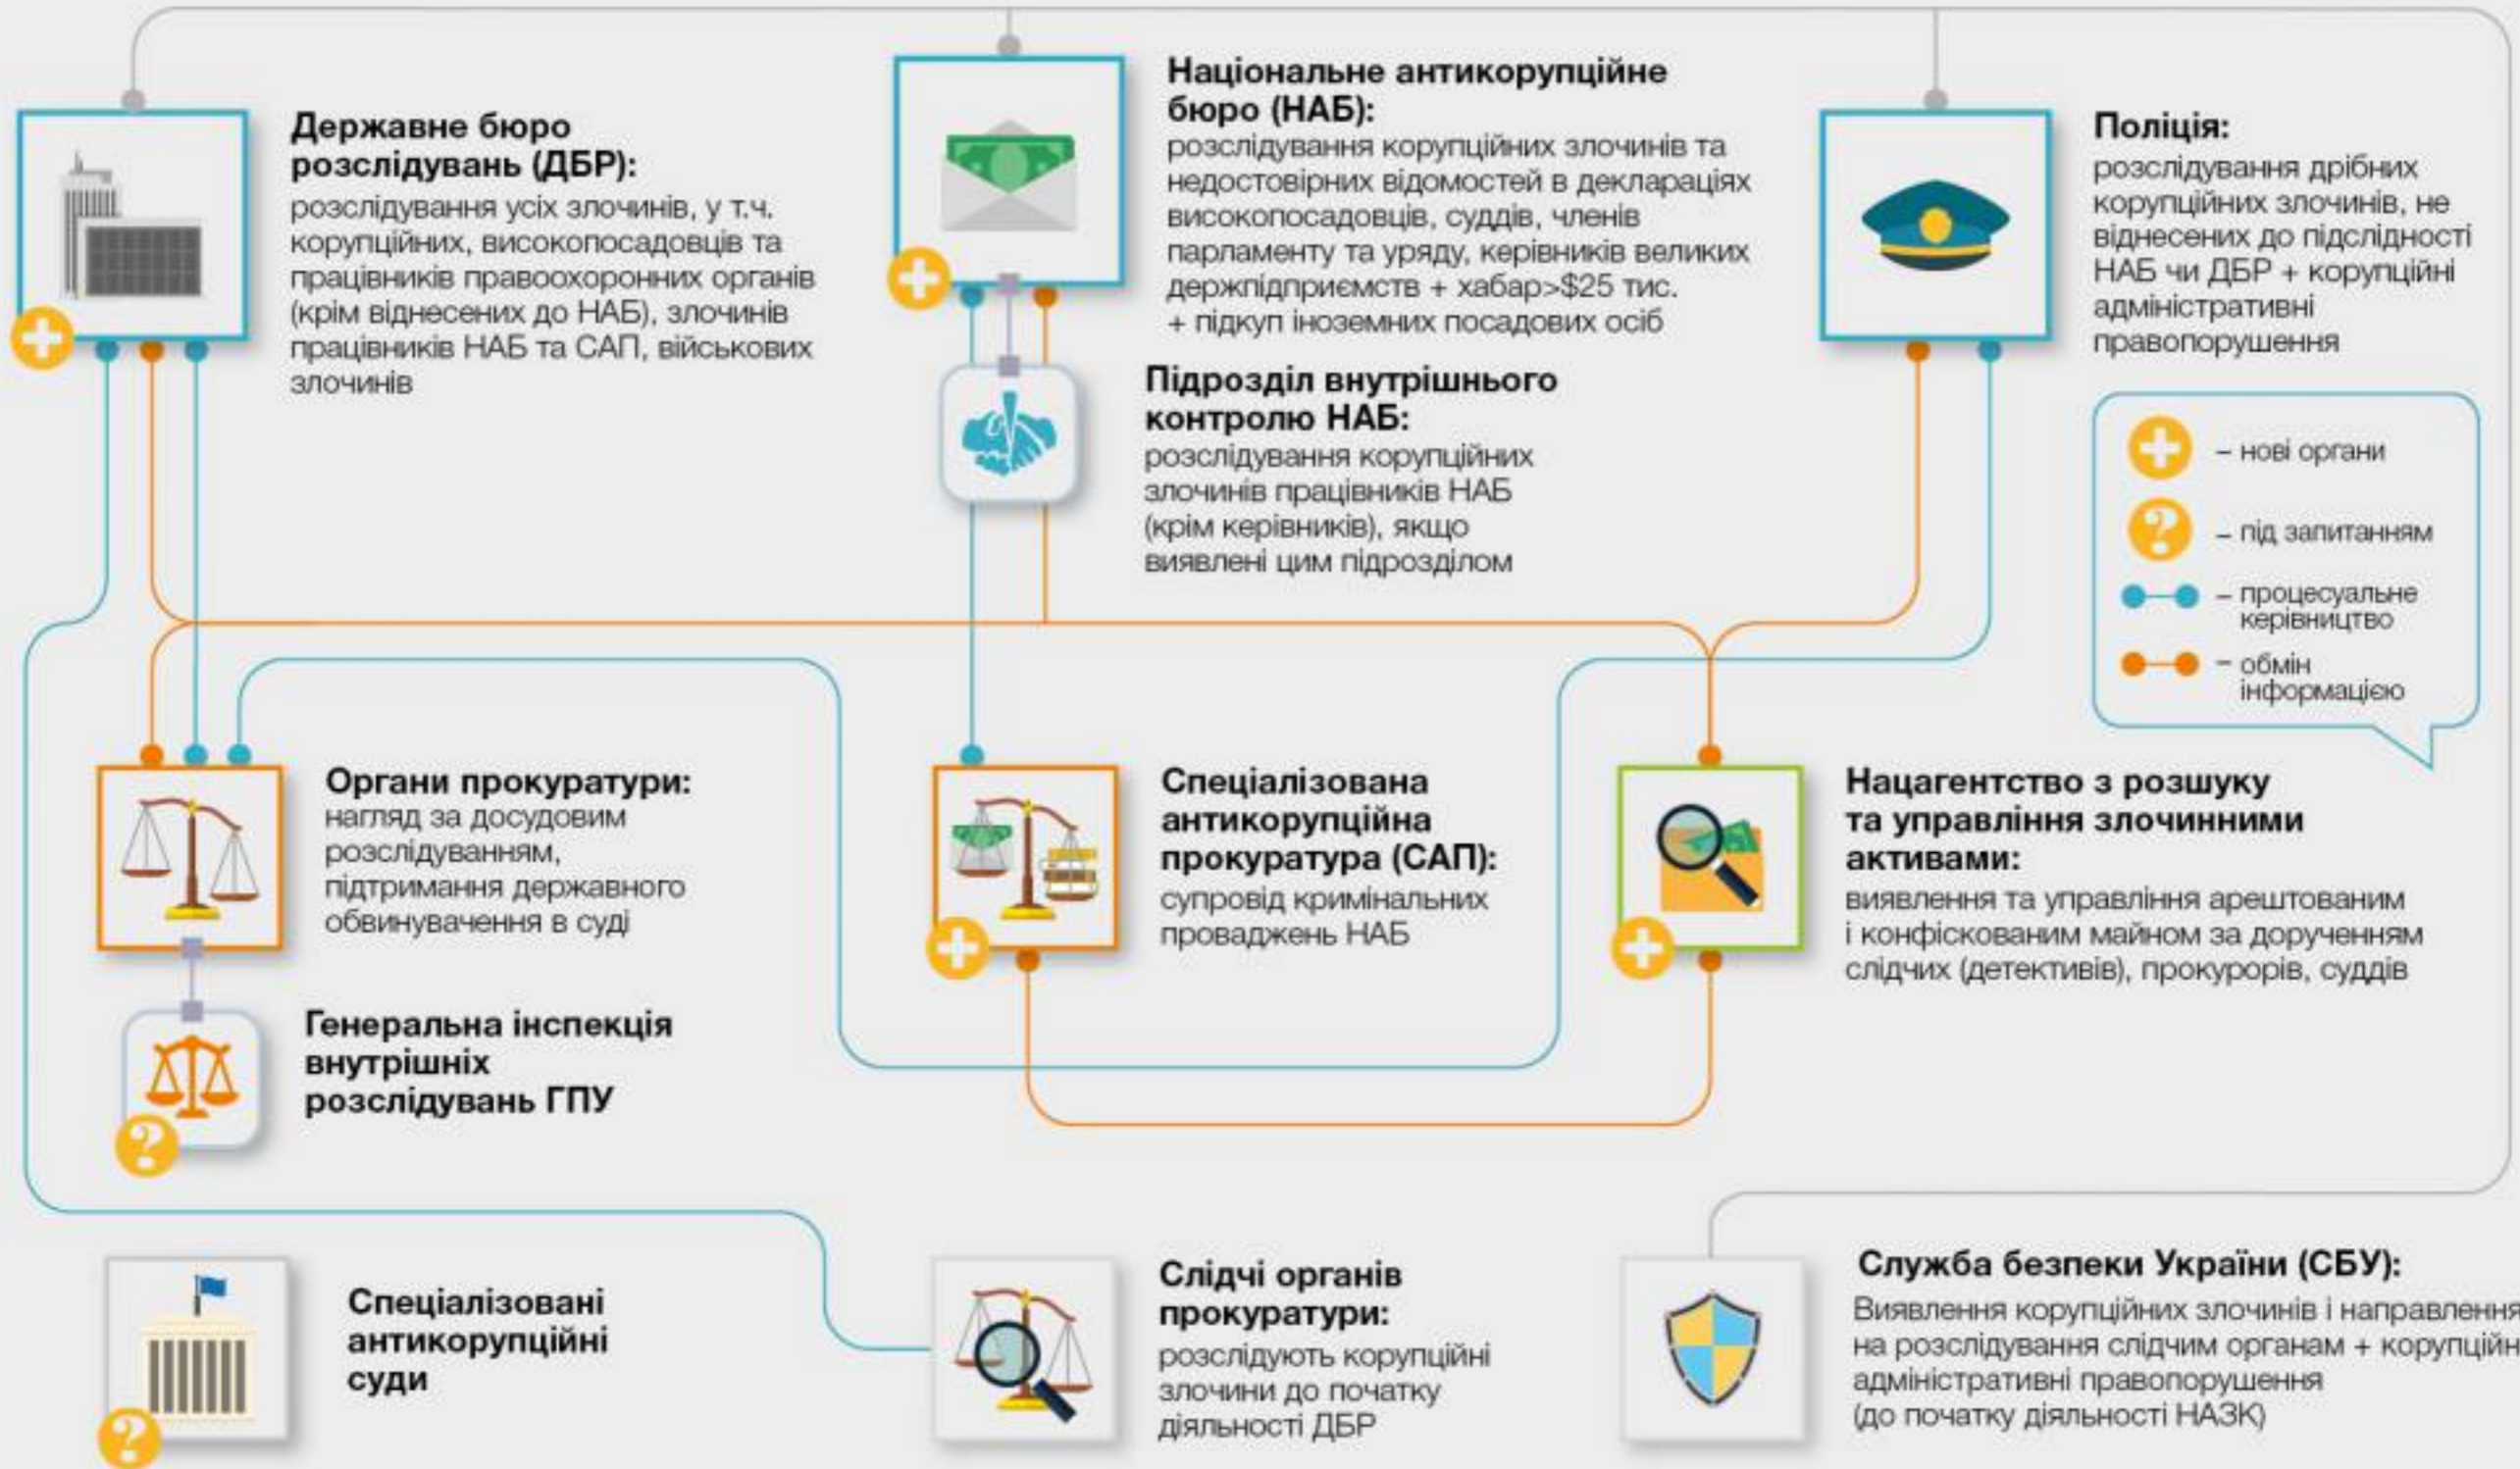 Державне бюро
розслідувань (ДБР):
розслідування усіх злочинів, у т.ч.
корупційних, високопосадовців та
працівників правоохоронних органів
(крім віднесених до НАБ), злочинів
працівників НАБ та САП, військових
злочинів
Національне антикорупційне
бюро (НАБ):
розслідування корупційних злочинів та
недостовірних відомостей в деклараціях
високопосадовців, суддів, членів
парламенту та уряду, керівників великих
держпідприємств + хабар>$25 тис.
+ підкуп іноземних посадових осіб
Підрозділ внутрішнього
контролю НАБ:
розслідування корупційних
злочинів працівників НАБ
(крім керівників), якщо
виявлені цим підрозділом
Поліція:
розслідування дрібних
корупційних злочинів, не
віднесених до підслідності
НАБ чи ДБР + корупційні
адміністративні
правопорушення
– нові органи
– під запитанням
– процесуальне
керівництво
– обмін
інформацією
Органи прокуратури:
нагляд за досудовим
розслідуванням,
підтримання державного
обвинувачення в суді
Спеціалізована
антикорупційна
прокуратура (САП):
супровід кримінальних
проваджень НАБ
Нацагентство з розшуку
та управління злочинними
активами:
виявлення та управління арештованим
і конфіскованим майном за дорученням
слідчих (детективів), прокурорів, суддів
Генеральна інспекція
внутрішніх
розслідувань ГПУ
Спеціалізовані
антикорупційні
суди
Слідчі органів
прокуратури:
розслідують корупційні
злочини до початку
діяльності ДБР
Служба безпеки України (СБУ):
Виявлення корупційних злочинів і направлення
на розслідування слідчим органам + корупційн
адміністративні правопорушення
(до початку діяльності НАЗК)